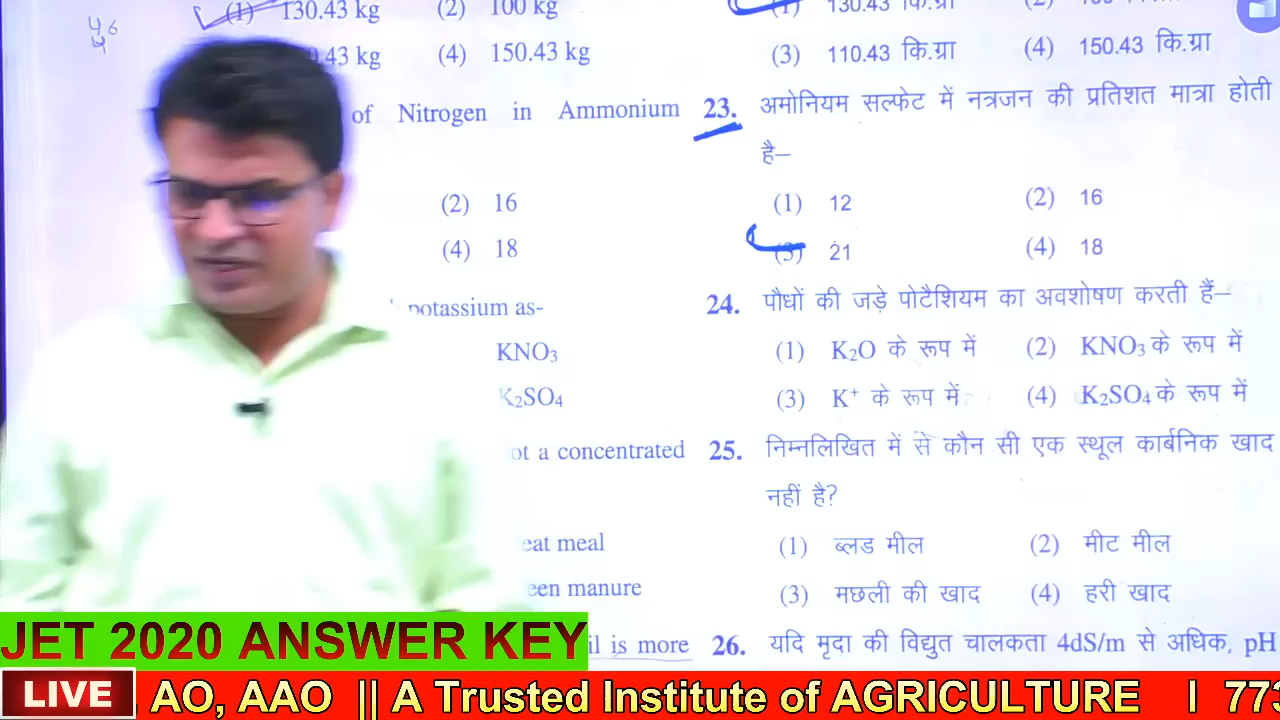 46
(1) 130.43 kg (2) 100 kg
.43 kg (4) 150.43 kg
of Nitrogen in Ammonium
(2) 16
(4) 18
potassium as-
KNO₃
K₂SO₄
ot a concentrated
eat meal
een manure
il is more
(1) 130.43 कि.ग्रा (2)
(3) 110.43 कि.ग्रा (4) 150.43 कि.ग्रा
23. अमोनियम सल्फेट में नत्रजन की प्रतिशत मात्रा होती
है–
(1) 12 (2) 16
(3) 21 (4) 18
24. पौधों की जड़े पोटैशियम का अवशोषण करती हैं–
(1) K₂O के रूप में (2) KNO₃ के रूप में
(3) K⁺ के रूप में (4) K₂SO₄ के रूप में
25. निम्नलिखित में से कौन सी एक स्थूल कार्बनिक खाद
नहीं है?
(1) ब्लड मील (2) मीट मील
(3) मछली की खाद (4) हरी खाद
26. यदि मृदा की विद्युत चालकता 4dS/m से अधिक, pH
JET 2020 ANSWER KEY
LIVE AO, AAO || A Trusted Institute of AGRICULTURE | 773